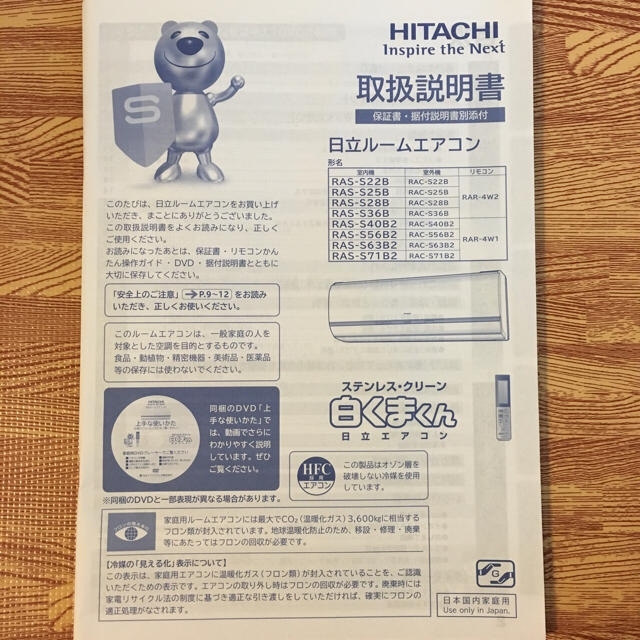 HITACHI
Inspire the Next
取扱説明書
保証書・据付説明書別添付
日立ルームエアコン
形名
室内機 室外機 リモコン
RAS-S22B RAC-S22B
RAS-S25B RAC-S25B
RAS-S28B RAC-S28B
RAS-S36B RAC-S36B
RAR-4W2
RAS-S40B2 RAC-S40B2
RAS-S56B2 RAC-S56B2
RAS-S63B2 RAC-S63B2
RAS-S71B2 RAC-S71B2
RAR-4W1
S
このたびは、日立ルームエアコンをお買い上げ
いただき、まことにありがとうございました。
この取扱説明書をよくお読みになり、正しく
ご使用ください。
お読みになったあとは、保証書・リモコンかん
たん操作ガイド・DVD・据付説明書とともに
大切に保存してください。
「安全上のご注意」→P.9~12 をお読み
いただき、正しくお使いください。
このルームエアコンは、一般家庭の人を
対象とした空調を目的とするものです。
食品・動植物・精密機器・美術品・医薬品
等の保存には使わないでください。
HITACHI
上手な使いかた
同梱のDVD「上
手な使いかた」で
は、動画でさらに
わかりやすく説明
しています。ぜひ
ご覧ください。
※同梱のDVDと一部表現が異なる場合があります。
ステンレス・クリーン
白くまくん
日立エアコン
HFC
採用
エアコン
この製品はオゾン層を
破壊しない冷媒を使用
しています。
フロンの見える化
家庭用ルームエアコンには最大でCO₂(温暖化ガス)3,600kgに相当する
フロン類が封入されています。地球温暖化防止のため、移設・修理・廃棄
等にあたってはフロンの回収が必要です。
【冷媒の「見える化」表示について】
この表示は、家庭用エアコンに温暖化ガス(フロン類)が封入されていることを、ご認識
いただくための表示です。エアコンの取り外し時はフロンの回収が必要です。廃棄時には
家電リサイクル法の制度に基づき適正な引き渡しをしていただければ、確実にフロンの
適正処理がなされます。
G
日本国内家庭用
Use only in Japan.